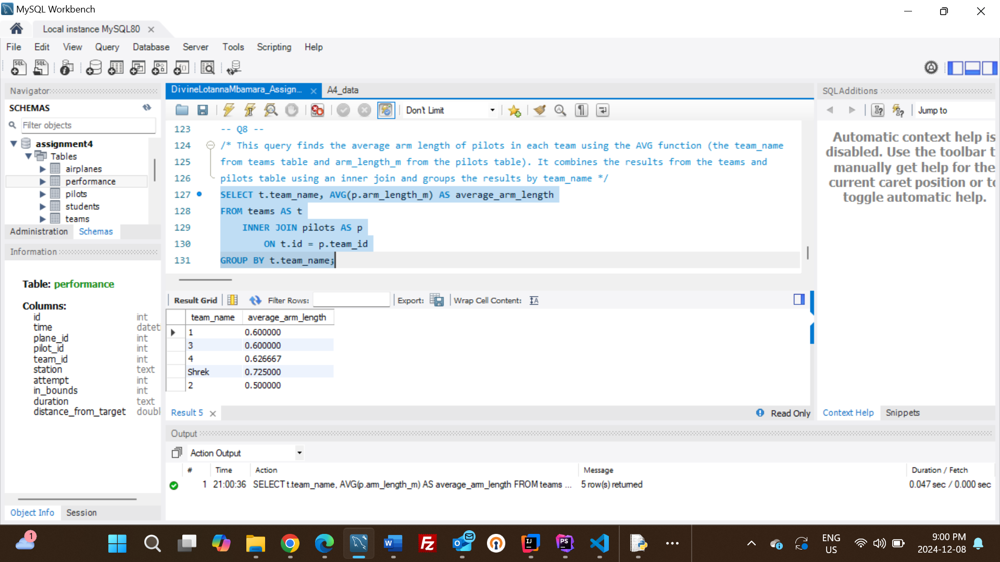 MySQL Workbench
Local instance MySQL80
File Edit View Query Database Server Tools Scripting Help
Navigator
SCHEMAS
Filter objects
assignment4
Tables
airplanes
performance
pilots
students
teams
Administration Schemas
Information
Table: performance
Columns:
id int
time datet
plane_id int
pilot_id int
team_id int
station text
attempt int
in_bounds int
duration text
distance_from_target doubl
Object Info Session
DivineLotannaMbamara_Assign... A4_data
Don't Limit
123 -- Q8 --
124 /* This query finds the average arm length of pilots in each team using the AVG function (the team_name
125 from teams table and arm_length_m from the pilots table). It combines the results from the teams and
126 pilots table using an inner join and groups the results by team_name */
127 SELECT t.team_name, AVG(p.arm_length_m) AS average_arm_length
128 FROM teams AS t
129 INNER JOIN pilots AS p
130 ON t.id = p.team_id
131 GROUP BY t.team_name;
Result Grid Filter Rows: Export: Wrap Cell Content:
team_name average_arm_length
1 0.600000
3 0.600000
4 0.626667
Shrek 0.725000
2 0.500000
Result 5 Read Only
SQLAdditions
Jump to
Automatic context help is
disabled. Use the toolbar t
manually get help for the
current caret position or to
toggle automatic help.
Context Help Snippets
Output
Action Output
# Time Action Message Duration / Fetch
1 21:00:36 SELECT t.team_name, AVG(p.arm_length_m) AS average_arm_length FROM teams ... 5 row(s) returned 0.047 sec / 0.000 sec
1
ENG
US
9:00 PM
2024-12-08